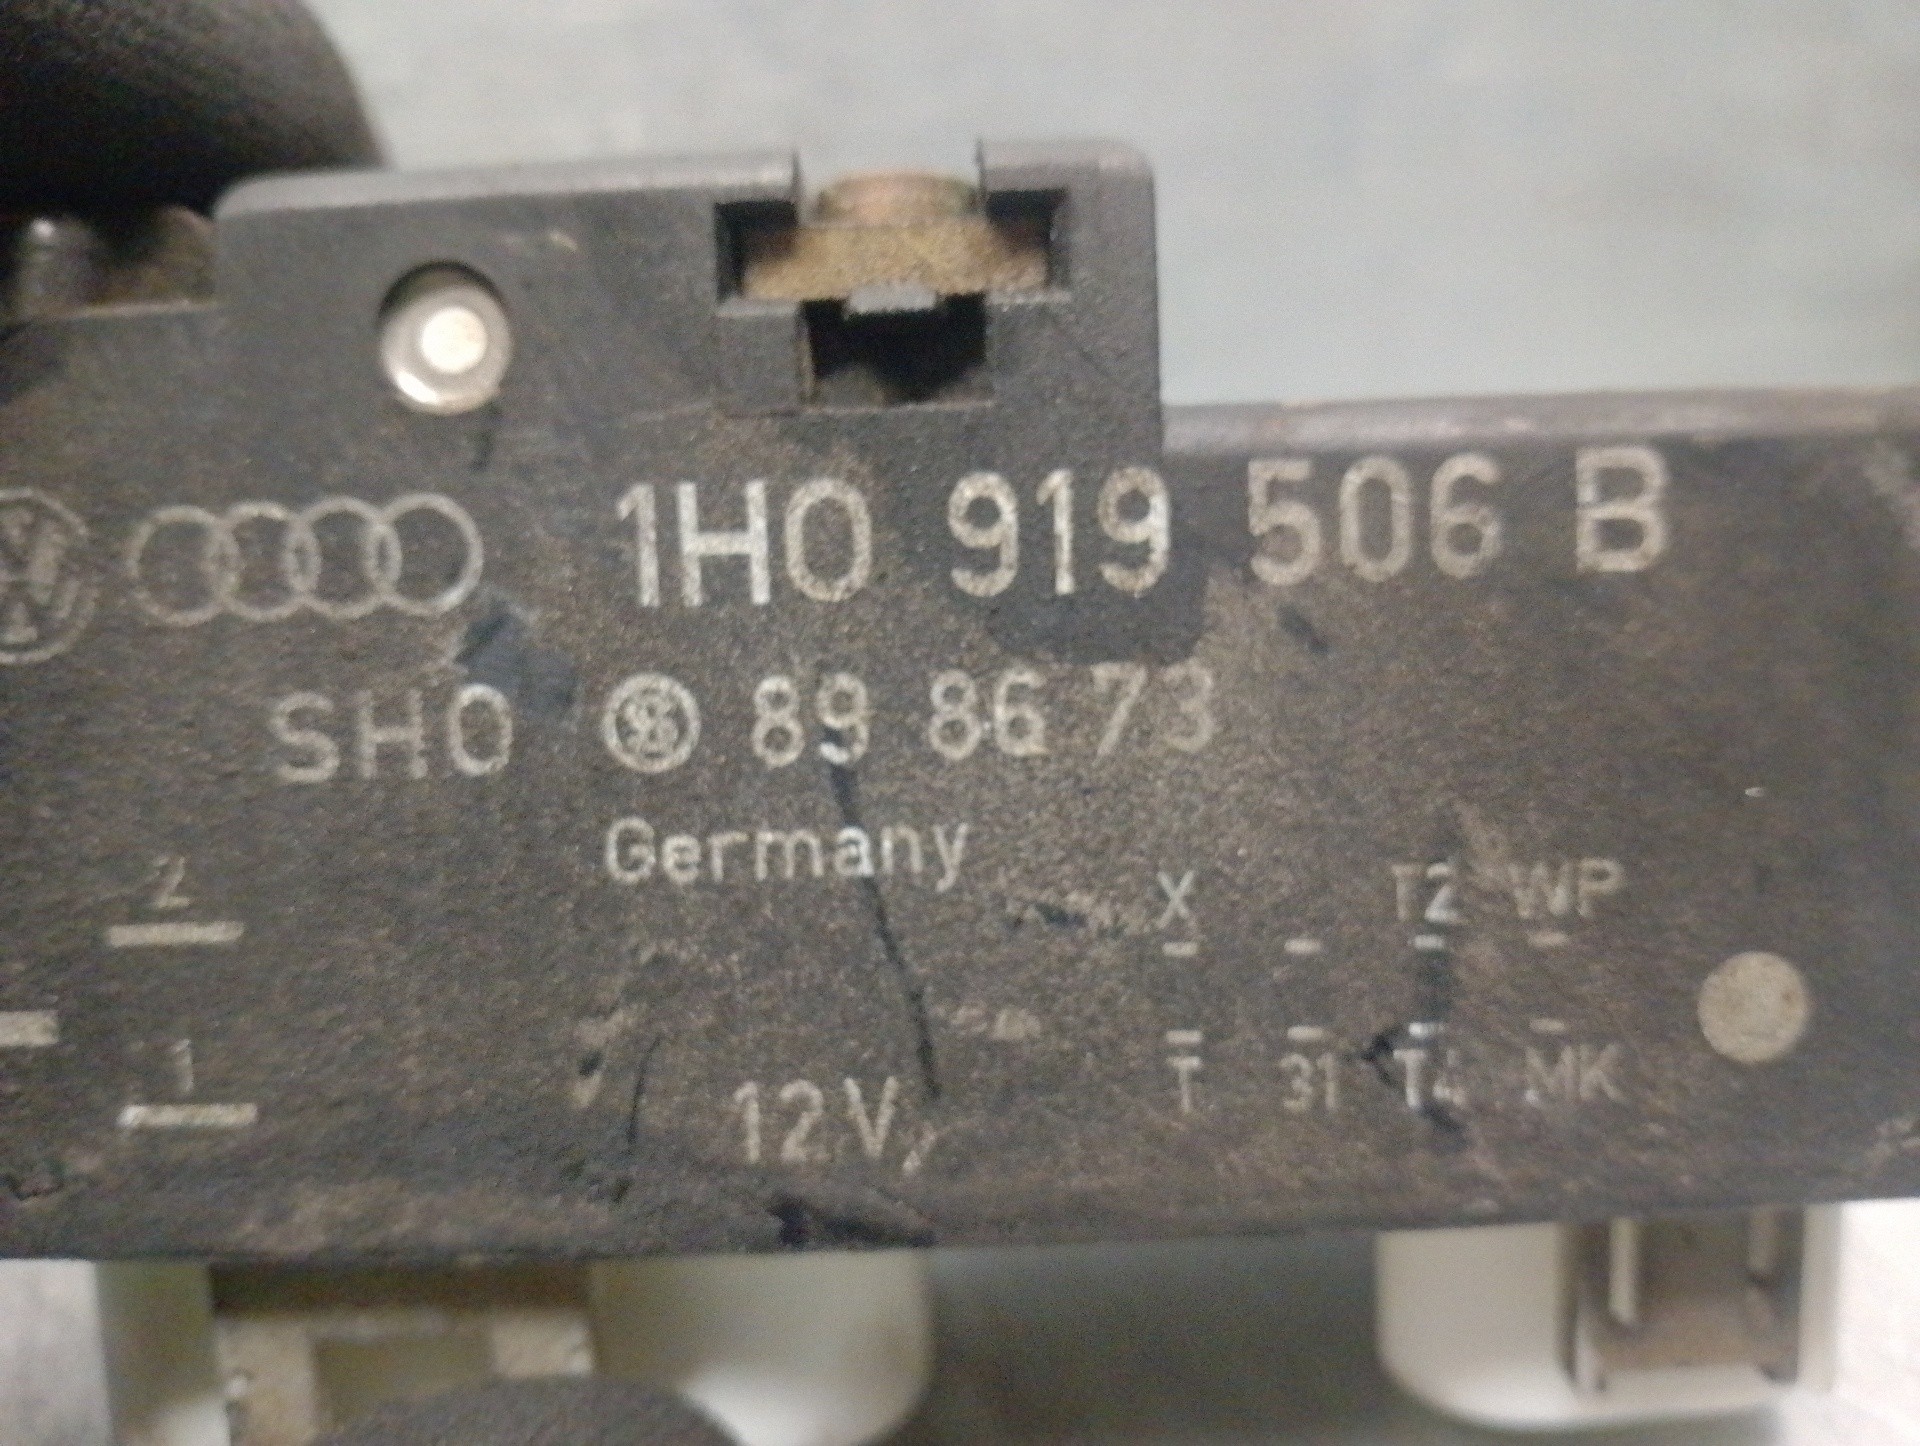 1H0 919 506 B
SHO 89 86 73
Germany
2
X T2 WP
1
T 31 T4 MK
12V